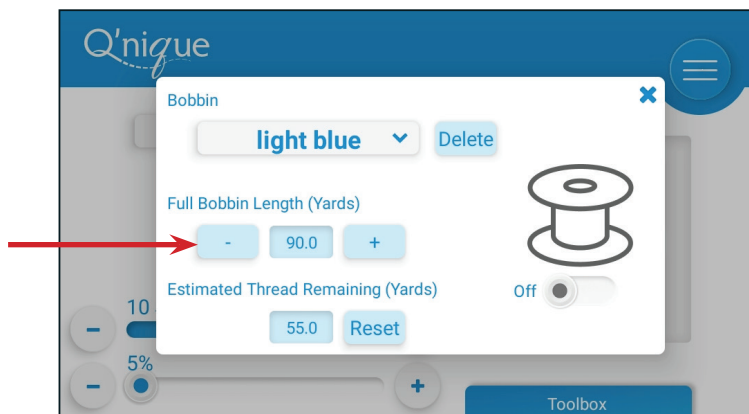 Q'nique
Bobbin
light blue
Delete
Full Bobbin Length (Yards)
- 90.0 +
Estimated Thread Remaining (Yards)
Off
55.0 Reset
10
-
5%
- +
Toolbox